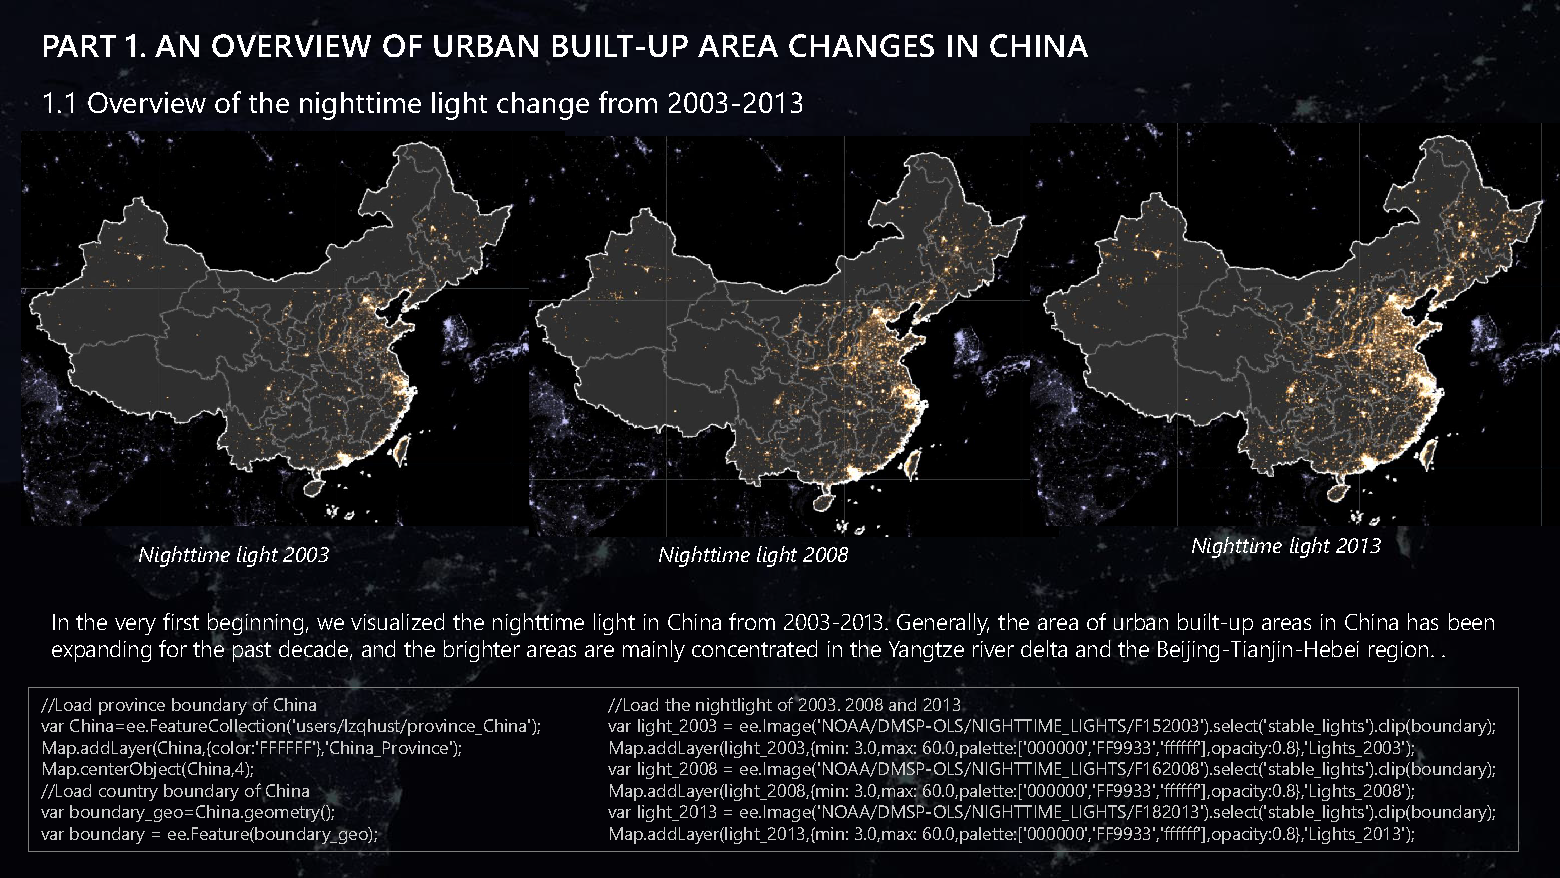 PART 1. AN OVERVIEW OF URBAN BUILT-UP AREA CHANGES IN CHINA
1.1 Overview of the nighttime light change from 2003-2013
Nighttime light 2003
Nighttime light 2008
Nighttime light 2013
In the very first beginning, we visualized the nighttime light in China from 2003-2013. Generally, the area of urban built-up areas in China has been
expanding for the past decade, and the brighter areas are mainly concentrated in the Yangtze river delta and the Beijing-Tianjin-Hebei region. .
//Load province boundary of China
var China=ee.FeatureCollection('users/lzqhust/province_China');
Map.addLayer(China,{color:'FFFFFF'},'China_Province');
Map.centerObject(China,4);
//Load country boundary of China
var boundary_geo=China.geometry();
var boundary = ee.Feature(boundary_geo);
//Load the nightlight of 2003. 2008 and 2013
var light_2003 = ee.Image('NOAA/DMSP-OLS/NIGHTTIME_LIGHTS/F152003').select('stable_lights').clip(boundary);
Map.addLayer(light_2003,{min: 3.0,max: 60.0,palette:['000000','FF9933','ffffff'],opacity:0.8},'Lights_2003');
var light_2008 = ee.Image('NOAA/DMSP-OLS/NIGHTTIME_LIGHTS/F162008').select('stable_lights').clip(boundary);
Map.addLayer(light_2008,{min: 3.0,max: 60.0,palette:['000000','FF9933','ffffff'],opacity:0.8},'Lights_2008');
var light_2013 = ee.Image('NOAA/DMSP-OLS/NIGHTTIME_LIGHTS/F182013').select('stable_lights').clip(boundary);
Map.addLayer(light_2013,{min: 3.0,max: 60.0,palette:['000000','FF9933','ffffff'],opacity:0.8},'Lights_2013');